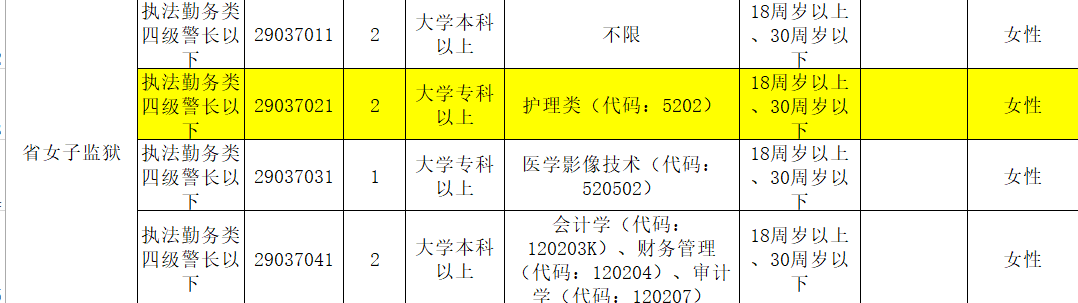 执法勤务类
四级警长以
下
29037011
2
大学本科
以上
不限
18周岁以上
、30周岁以
下
女性
执法勤务类
四级警长以
下
29037021
2
大学专科
以上
护理类（代码：5202）
18周岁以上
、30周岁以
下
女性
省女子监狱
执法勤务类
四级警长以
下
29037031
1
大学专科
以上
医学影像技术（代码：
520502）
18周岁以上
、30周岁以
下
女性
执法勤务类
四级警长以
下
29037041
2
大学本科
以上
会计学（代码：
120203K）、财务管理
（代码：120204）、审计
学（代码：120207）
18周岁以上
、30周岁以
下
女性